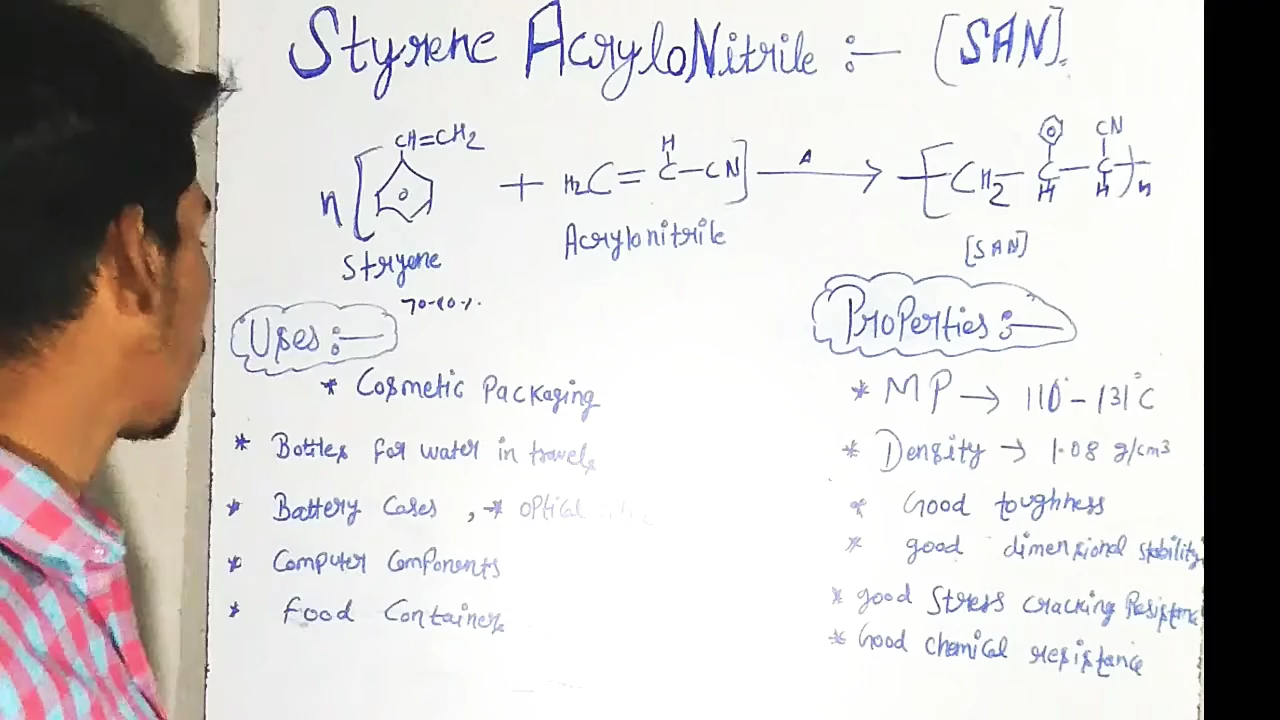 Styrene AcryloNitrile :— [SAN].
CH=CH2 H CN
n [ + H2C = C — CN ] —Δ→ [ CH2 — C — C ]n
H H
Stryene Acrylonitrile [SAN]
70-80%.
Uses :—
* Cosmetic Packaging
* Bottles for water in travels
* Battery Cases , * optical
* Computer Components
* Food Containers
Properties :—
* MP → 110° - 131°C
* Density → 1.08 g/cm3
* Good toughness
* good dimensional stability
* good Stress cracking Resistance
* Good chemical resistance